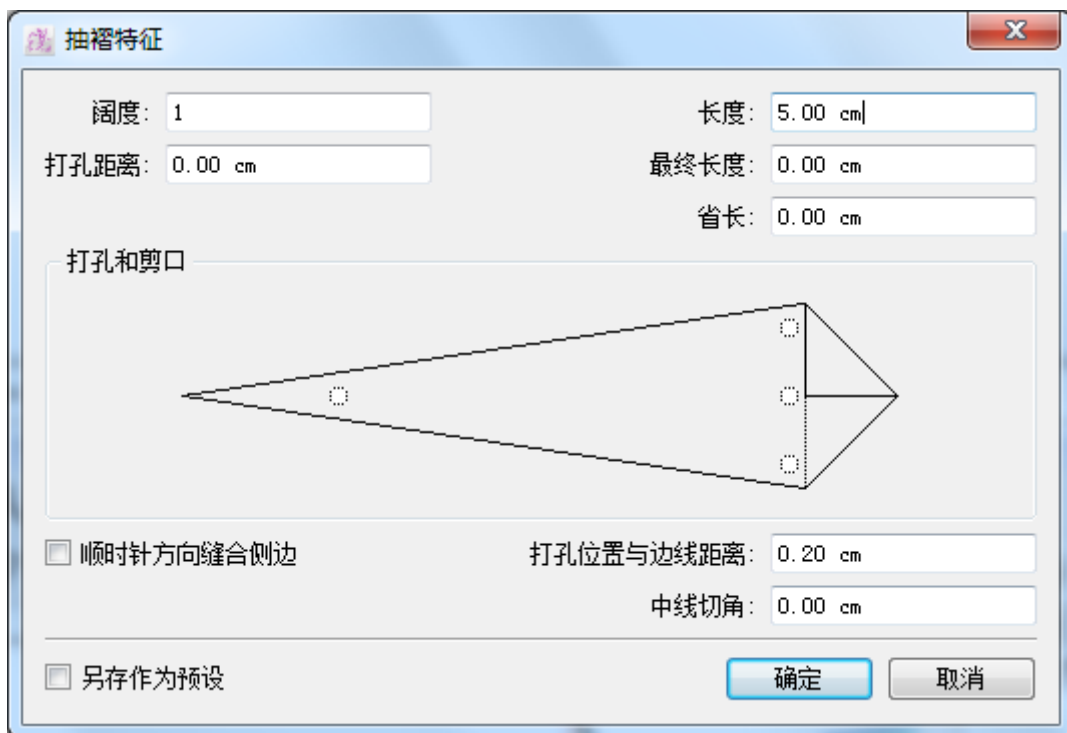 抽褶特征
阔度: 1 长度: 5.00 cm
打孔距离: 0.00 cm 最终长度: 0.00 cm
省长: 0.00 cm
打孔和剪口
顺时针方向缝合侧边 打孔位置与边线距离: 0.20 cm
中线切角: 0.00 cm
另存作为预设 确定 取消